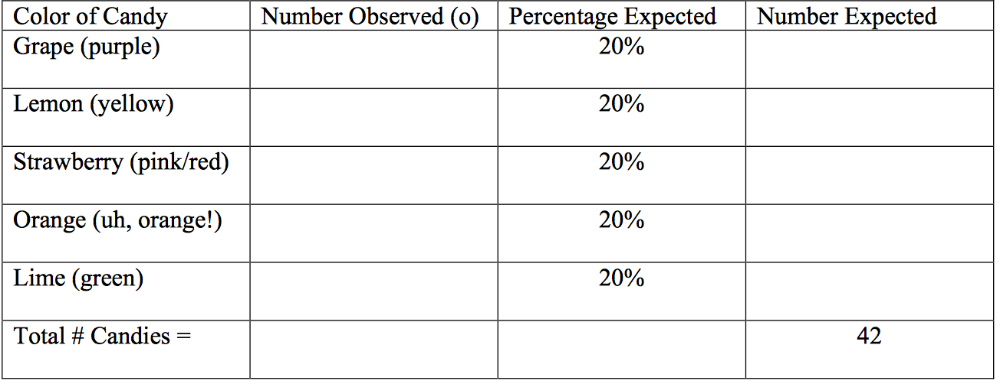 Color of Candy Number Observed (o) Percentage Expected Number Expected
Grape (purple) 20%
Lemon (yellow) 20%
Strawberry (pink/red) 20%
Orange (uh, orange!) 20%
Lime (green) 20%
Total # Candies = 42